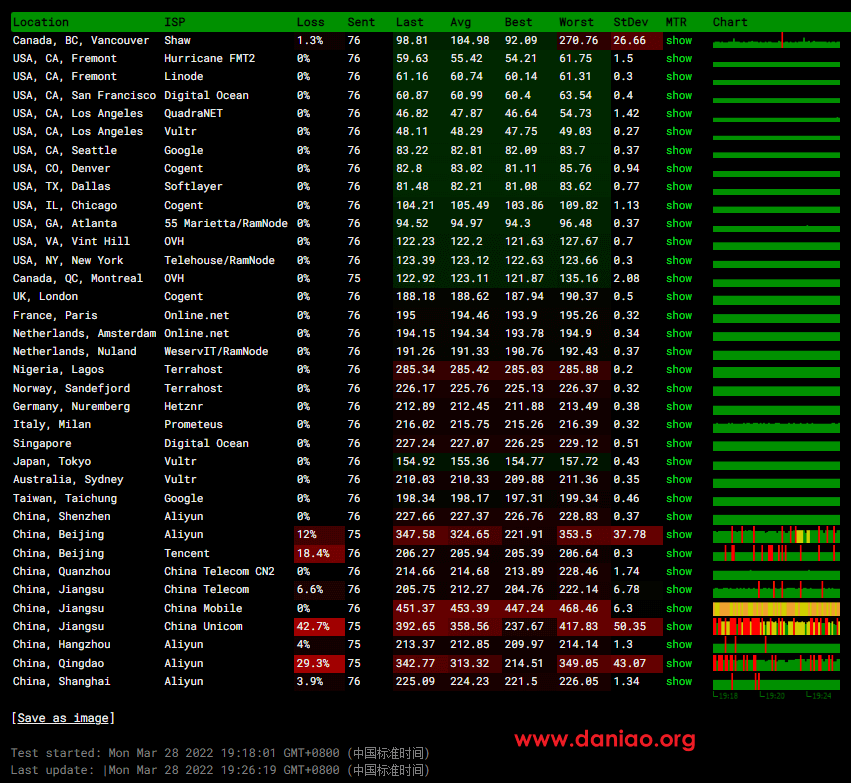 Location ISP Loss Sent Last Avg Best Worst StDev MTR Chart
Canada, BC, Vancouver Shaw 1.3% 76 98.81 104.98 92.09 270.76 26.66 show
USA, CA, Fremont Hurricane FMT2 0% 76 59.63 55.42 54.21 61.75 1.5 show
USA, CA, Fremont Linode 0% 76 61.16 60.74 60.14 61.31 0.3 show
USA, CA, San Francisco Digital Ocean 0% 76 60.87 60.99 60.4 63.54 0.4 show
USA, CA, Los Angeles QuadraNET 0% 76 46.82 47.87 46.64 54.73 1.42 show
USA, CA, Los Angeles Vultr 0% 76 48.11 48.29 47.75 49.03 0.27 show
USA, CA, Seattle Google 0% 76 83.22 82.81 82.09 83.7 0.37 show
USA, CO, Denver Cogent 0% 76 82.8 83.02 81.11 85.76 0.94 show
USA, TX, Dallas Softlayer 0% 76 81.48 82.21 81.08 83.62 0.77 show
USA, IL, Chicago Cogent 0% 76 104.21 105.49 103.86 109.82 1.13 show
USA, GA, Atlanta 55 Marietta/RamNode 0% 76 94.52 94.97 94.3 96.48 0.37 show
USA, VA, Vint Hill OVH 0% 76 122.23 122.2 121.63 127.67 0.7 show
USA, NY, New York Telehouse/RamNode 0% 76 123.39 123.12 122.63 123.66 0.3 show
Canada, QC, Montreal OVH 0% 75 122.92 123.11 121.87 135.16 2.08 show
UK, London Cogent 0% 76 188.18 188.62 187.94 190.37 0.5 show
France, Paris Online.net 0% 76 195 194.46 193.9 195.26 0.32 show
Netherlands, Amsterdam Online.net 0% 76 194.15 194.34 193.78 194.9 0.34 show
Netherlands, Nuland WeservIT/RamNode 0% 76 191.26 191.33 190.76 192.43 0.37 show
Nigeria, Lagos Terrahost 0% 76 285.34 285.42 285.03 285.88 0.2 show
Norway, Sandefjord Terrahost 0% 76 226.17 225.76 225.13 226.37 0.32 show
Germany, Nuremberg Hetznr 0% 76 212.89 212.45 211.88 213.49 0.38 show
Italy, Milan Prometeus 0% 76 216.02 215.75 215.26 216.39 0.32 show
Singapore Digital Ocean 0% 76 227.24 227.07 226.25 229.12 0.51 show
Japan, Tokyo Vultr 0% 76 154.92 155.36 154.77 157.72 0.43 show
Australia, Sydney Vultr 0% 76 210.03 210.33 209.88 211.36 0.35 show
Taiwan, Taichung Google 0% 76 198.34 198.17 197.31 199.34 0.46 show
China, Shenzhen Aliyun 0% 76 227.66 227.37 226.76 228.83 0.37 show
China, Beijing Aliyun 12% 75 347.58 324.65 221.91 353.5 37.78 show
China, Beijing Tencent 18.4% 76 206.27 205.94 205.39 206.64 0.3 show
China, Quanzhou China Telecom CN2 0% 76 214.66 214.68 213.89 228.46 1.74 show
China, Jiangsu China Telecom 6.6% 76 205.75 212.27 204.76 222.14 6.78 show
China, Jiangsu China Mobile 0% 76 451.37 453.39 447.24 468.46 6.3 show
China, Jiangsu China Unicom 42.7% 75 392.65 358.56 237.67 417.83 50.35 show
China, Hangzhou Aliyun 4% 75 213.37 212.85 209.97 214.14 1.3 show
China, Qingdao Aliyun 29.3% 75 342.77 313.32 214.51 349.05 43.07 show
China, Shanghai Aliyun 3.9% 76 225.09 224.23 221.5 226.05 1.34 show
19:18 19:22 19:24
[Save as image]
www.daniao.org
Test started: Mon Mar 28 2022 19:18:01 GMT+0800 (中国标准时间)
Last update: |Mon Mar 28 2022 19:26:19 GMT+0800 (中国标准时间)